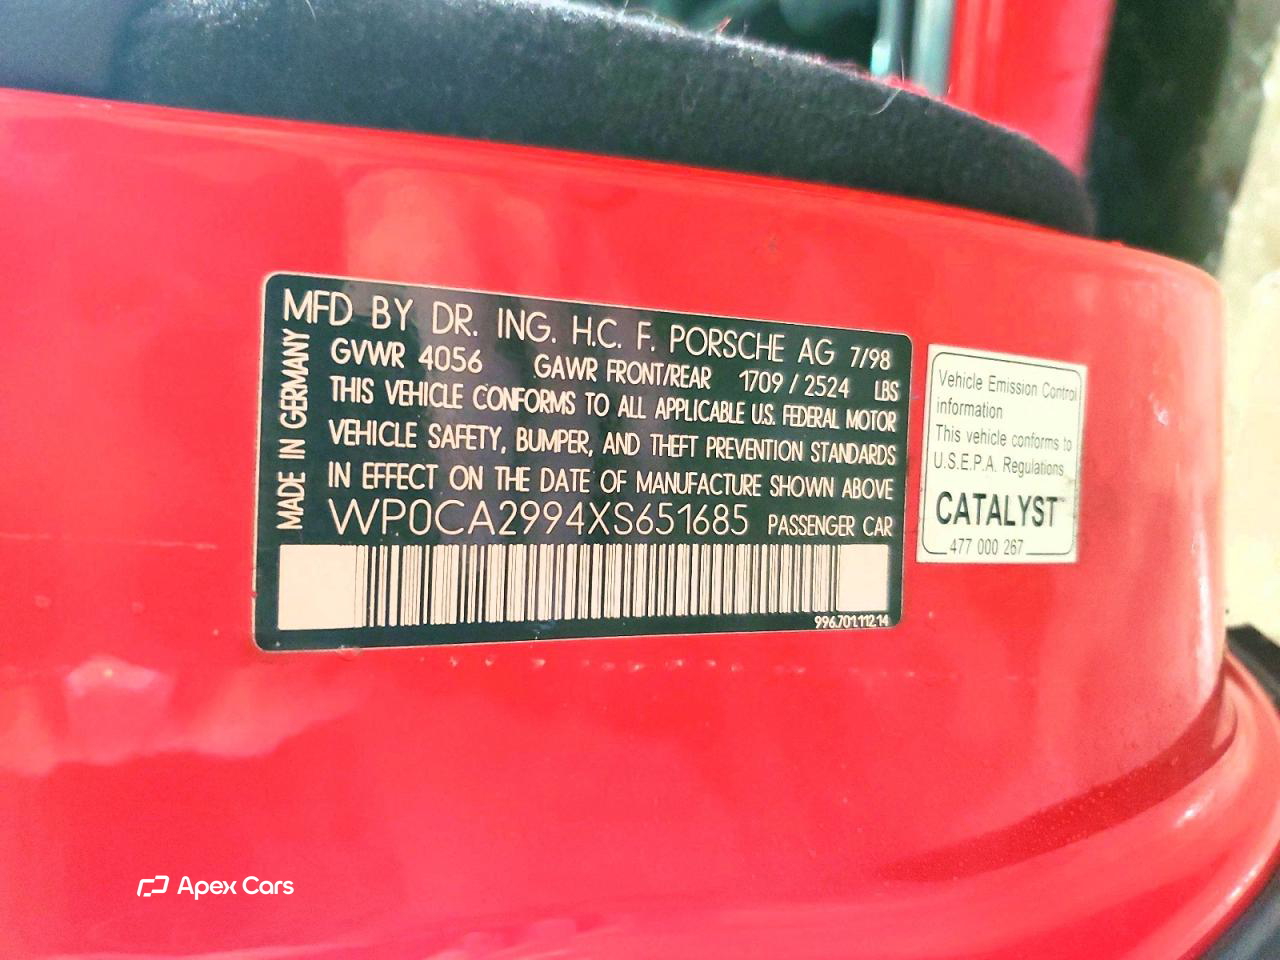 MFD BY DR. ING. H.C. F. PORSCHE AG 7/98
GVWR 4056 GAWR FRONT/REAR 1709 / 2524 LBS
THIS VEHICLE CONFORMS TO ALL APPLICABLE U.S. FEDERAL MOTOR
VEHICLE SAFETY, BUMPER, AND THEFT PREVENTION STANDARDS
IN EFFECT ON THE DATE OF MANUFACTURE SHOWN ABOVE
WP0CA2994XS651685 PASSENGER CAR
996.701.112.14
MADE IN GERMANY
Vehicle Emission Control
information
This vehicle conforms to
U.S.E.P.A. Regulations
CATALYST™
477 000 267
Apex Cars